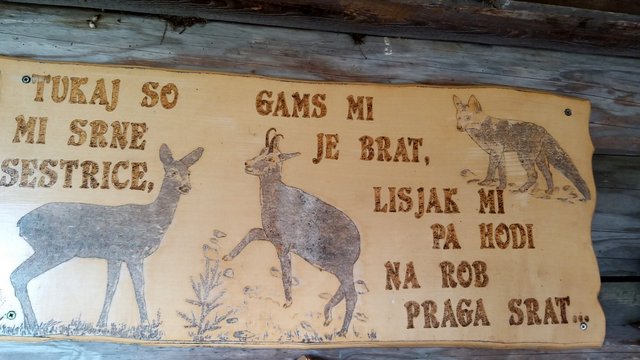 TUKAJ SO
MI SRNE
SESTRICE,
GAMS MI
JE BRAT,
LISJAK MI
PA HODI
NA ROB
PRAGA SRAT...